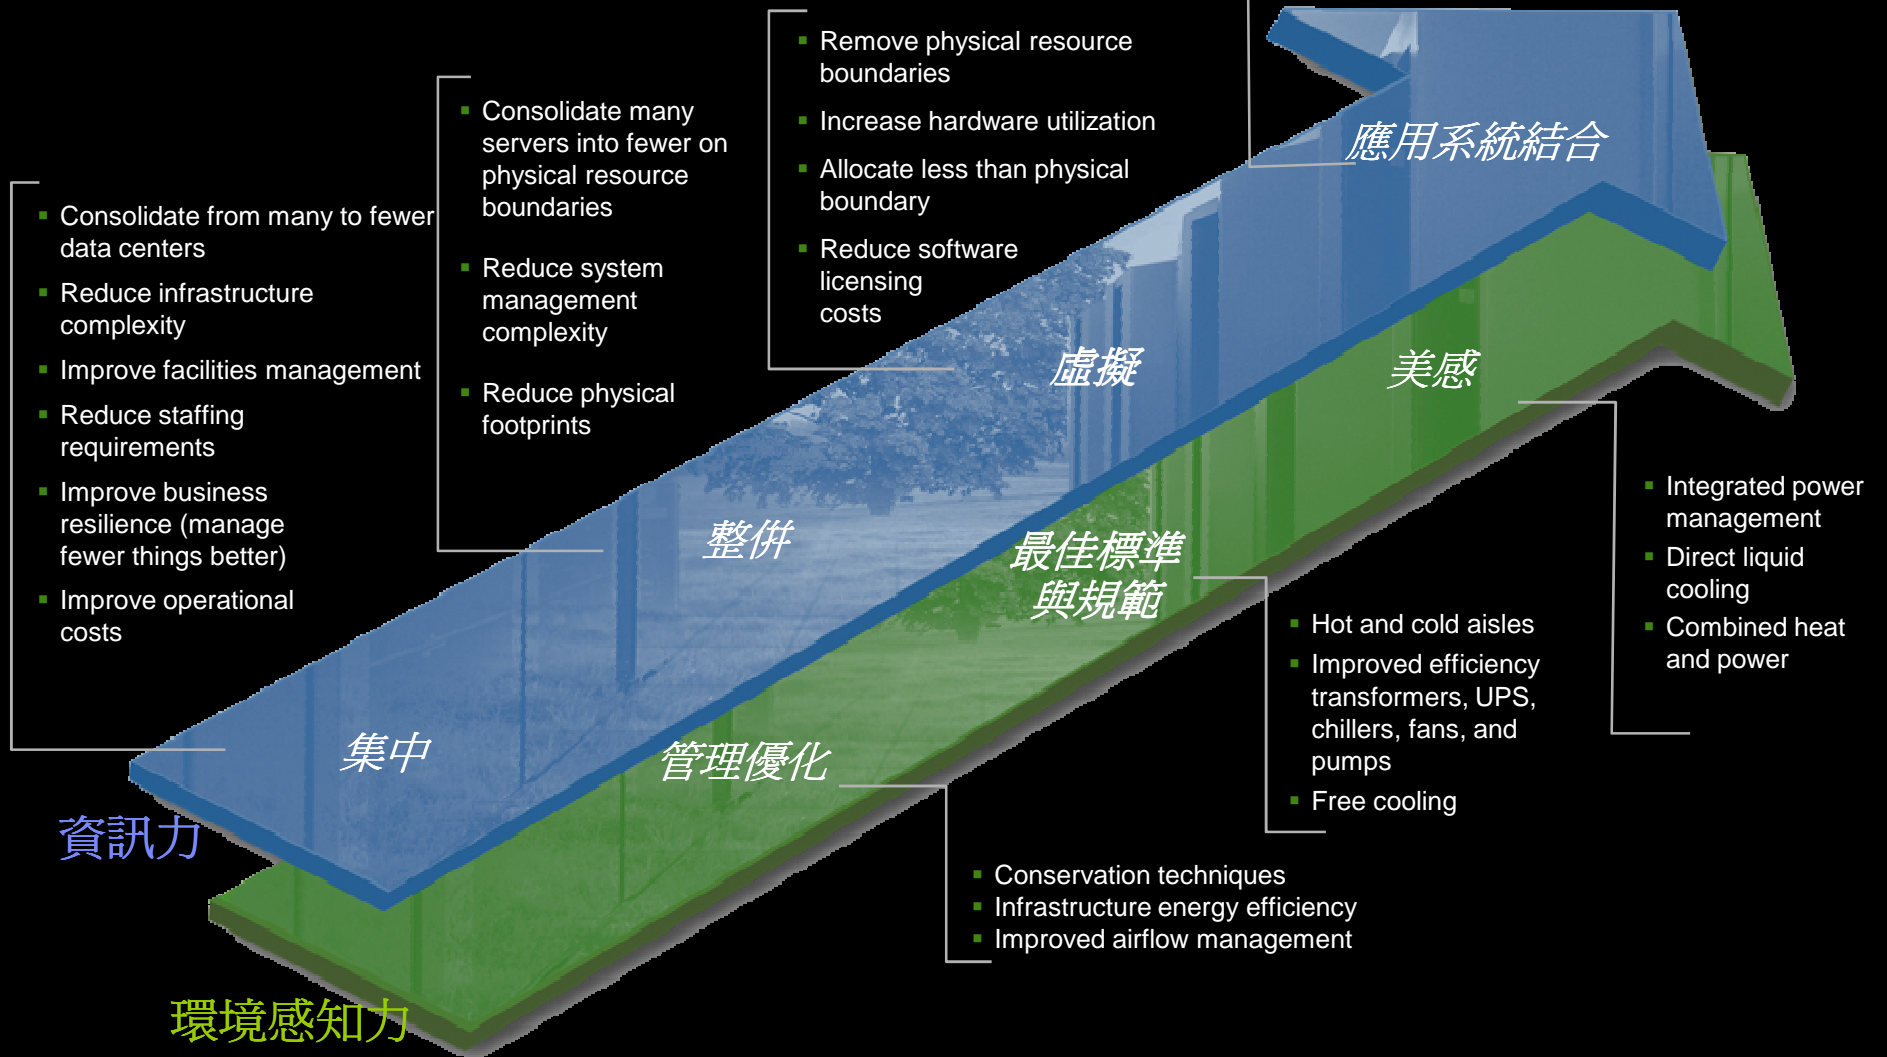 Consolidate from many to fewer
data centers
Reduce infrastructure
complexity
Improve facilities management
Reduce staffing
requirements
Improve business
resilience (manage
fewer things better)
Improve operational
costs
Consolidate many
servers into fewer on
physical resource
boundaries
Reduce system
management
complexity
Reduce physical
footprints
Remove physical resource
boundaries
Increase hardware utilization
Allocate less than physical
boundary
Reduce software
licensing
costs
應用系統結合
虛擬
整併
集中
資訊力
美感
最佳標準
與規範
管理優化
環境感知力
Integrated power
management
Direct liquid
cooling
Combined heat
and power
Hot and cold aisles
Improved efficiency
transformers, UPS,
chillers, fans, and
pumps
Free cooling
Conservation techniques
Infrastructure energy efficiency
Improved airflow management